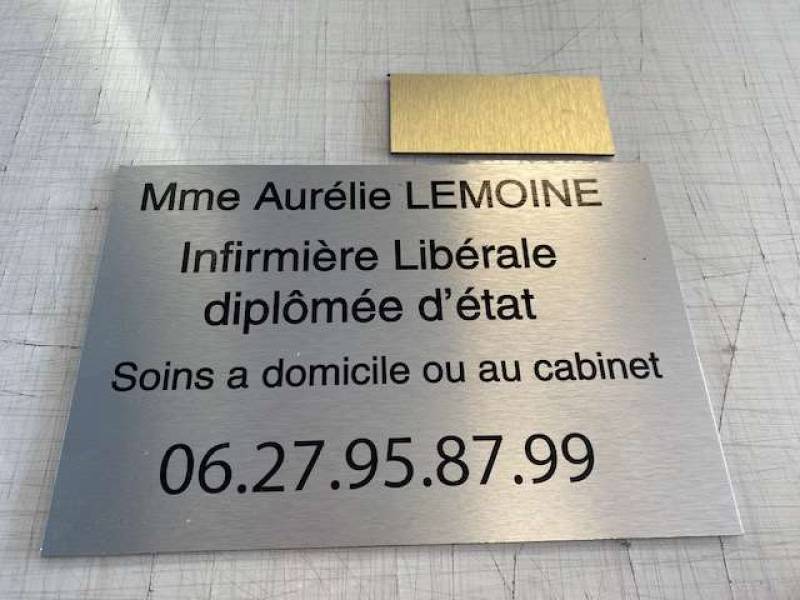 Mme Aurélie LEMOINE
Infirmière Libérale
diplômée d'état
Soins a domicile ou au cabinet
06.27.95.87.99